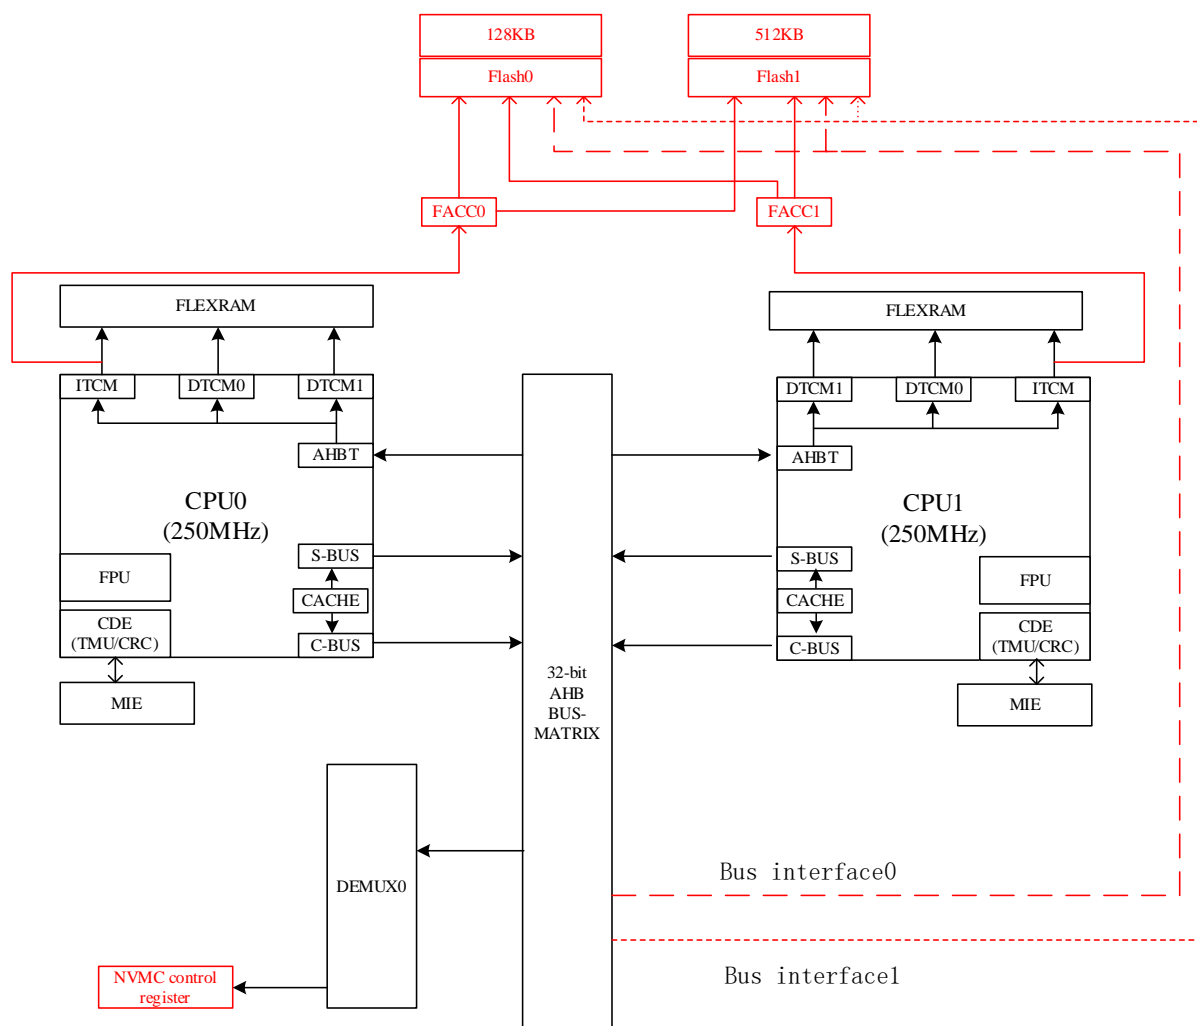 128KB
512KB
Flash0
Flash1
FACC0
FACC1
FLEXRAM
FLEXRAM
ITCM
DTCM0
DTCM1
DTCM1
DTCM0
ITCM
AHBT
AHBT
CPU0
(250MHz)
CPU1
(250MHz)
S-BUS
S-BUS
FPU
FPU
CACHE
CACHE
CDE
(TMU/CRC)
C-BUS
C-BUS
CDE
(TMU/CRC)
MIE
MIE
32-bit
AHB
BUS-
MATRIX
DEMUX0
Bus interface0
Bus interface1
NVMC control
register